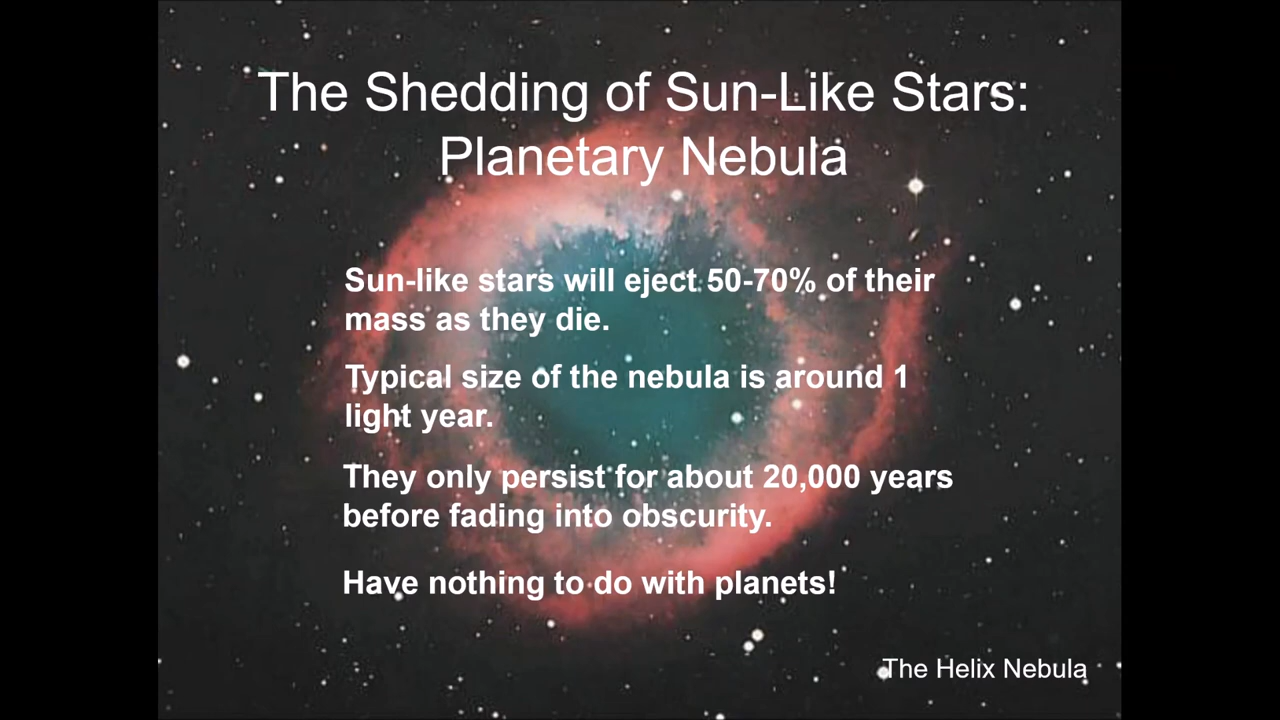 The Shedding of Sun-Like Stars:
Planetary Nebula
Sun-like stars will eject 50-70% of their
mass as they die.
Typical size of the nebula is around 1
light year.
They only persist for about 20,000 years
before fading into obscurity.
Have nothing to do with planets!
The Helix Nebula